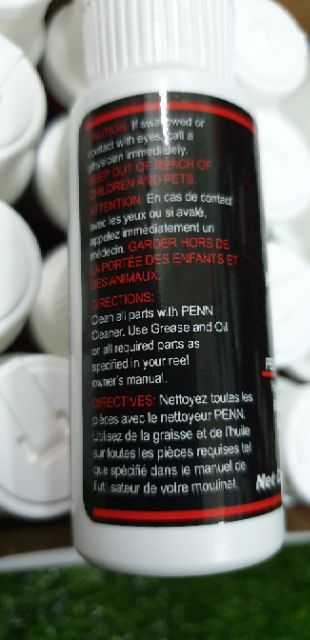 CAUTION: If swallowed or
contact with eyes, call a
physician immediately.
KEEP OUT OF REACH OF
CHILDREN AND PETS.
ATTENTION: En cas de contact
avec les yeux ou si avalé,
appelez immédiatement un
médecin. GARDER HORS DE
LA PORTÉE DES ENFANTS ET
DES ANIMAUX.
DIRECTIONS:
Clean all parts with PENN
Cleaner. Use Grease and Oil
on all required parts as
specified in your reel
owner's manual.
DIRECTIVES: Nettoyez toutes les
pièces avec le nettoyeur PENN.
Utilisez de la graisse et de l'huile
sur toutes les pièces requises tel
que spécifié dans le manuel de
l'utilisateur de votre moulinet.
Net